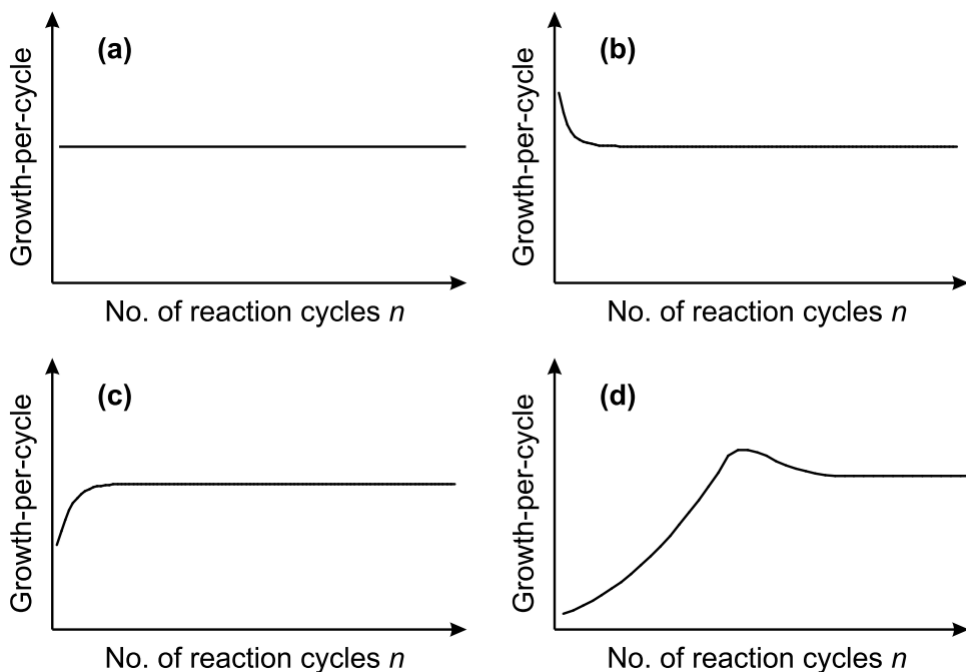 (a)
Growth-per-cycle
No. of reaction cycles n
(b)
Growth-per-cycle
No. of reaction cycles n
(c)
Growth-per-cycle
No. of reaction cycles n
(d)
Growth-per-cycle
No. of reaction cycles n